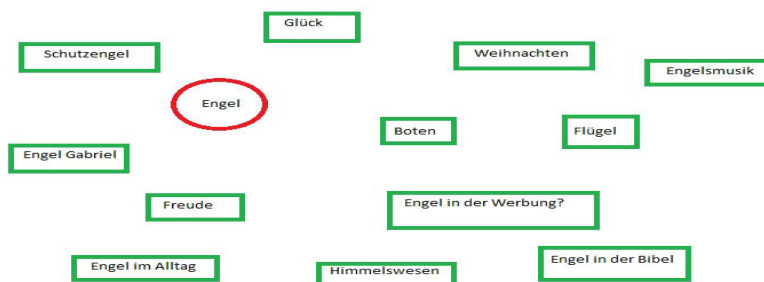 Glück
Schutzengel
Weihnachten
Engelsmusik
Engel
Boten
Flügel
Engel Gabriel
Freude
Engel in der Werbung?
Engel im Alltag
Himmelswesen
Engel in der Bibel